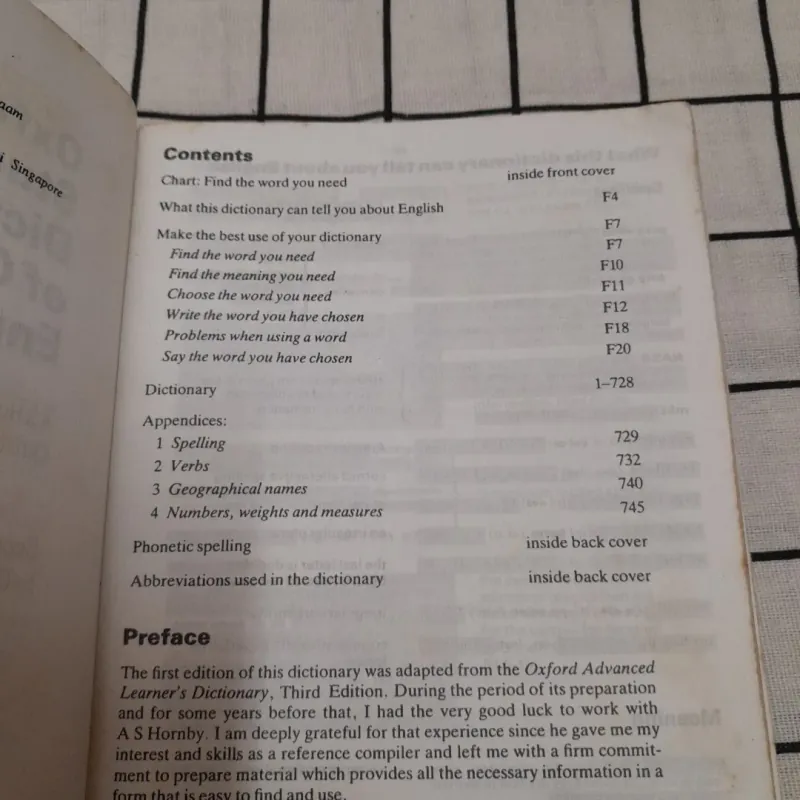 aam
i Singapore
Contents
Chart: Find the word you need inside front cover
What this dictionary can tell you about English F4
Make the best use of your dictionary F7
Find the word you need F7
Find the meaning you need F10
Choose the word you need F11
Write the word you have chosen F12
Problems when using a word F18
Say the word you have chosen F20
Dictionary 1–728
Appendices:
1 Spelling 729
2 Verbs 732
3 Geographical names 740
4 Numbers, weights and measures 745
Phonetic spelling inside back cover
Abbreviations used in the dictionary inside back cover
Preface
The first edition of this dictionary was adapted from the Oxford Advanced
Learner's Dictionary, Third Edition. During the period of its preparation
and for some years before that, I had the very good luck to work with
A S Hornby. I am deeply grateful for that experience since he gave me my
interest and skills as a reference compiler and left me with a firm commit-
ment to prepare material which provides all the necessary information in a
form that is easy to find and use.